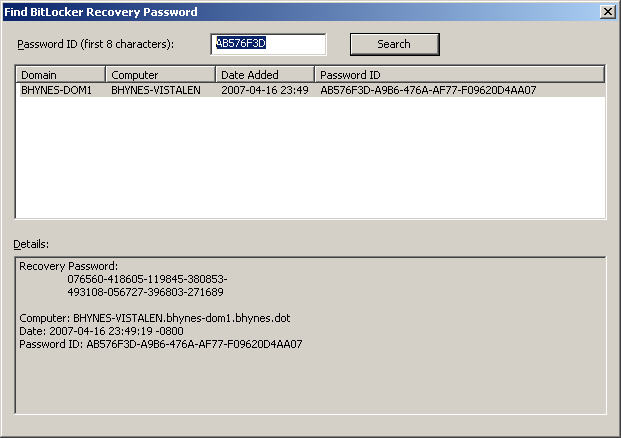 Find BitLocker Recovery Password
Password ID (first 8 characters): AB576F3D Search
Domain Computer Date Added Password ID
BHYNES-DOM1 BHYNES-VISTALEN 2007-04-16 23:49 AB576F3D-A9B6-476A-AF77-F09620D4AA07
Details:
Recovery Password:
076560-418605-119845-380853-
493108-056727-396803-271689
Computer: BHYNES-VISTALEN.bhynes-dom1.bhynes.dot
Date: 2007-04-16 23:49:19 -0800
Password ID: AB576F3D-A9B6-476A-AF77-F09620D4AA07